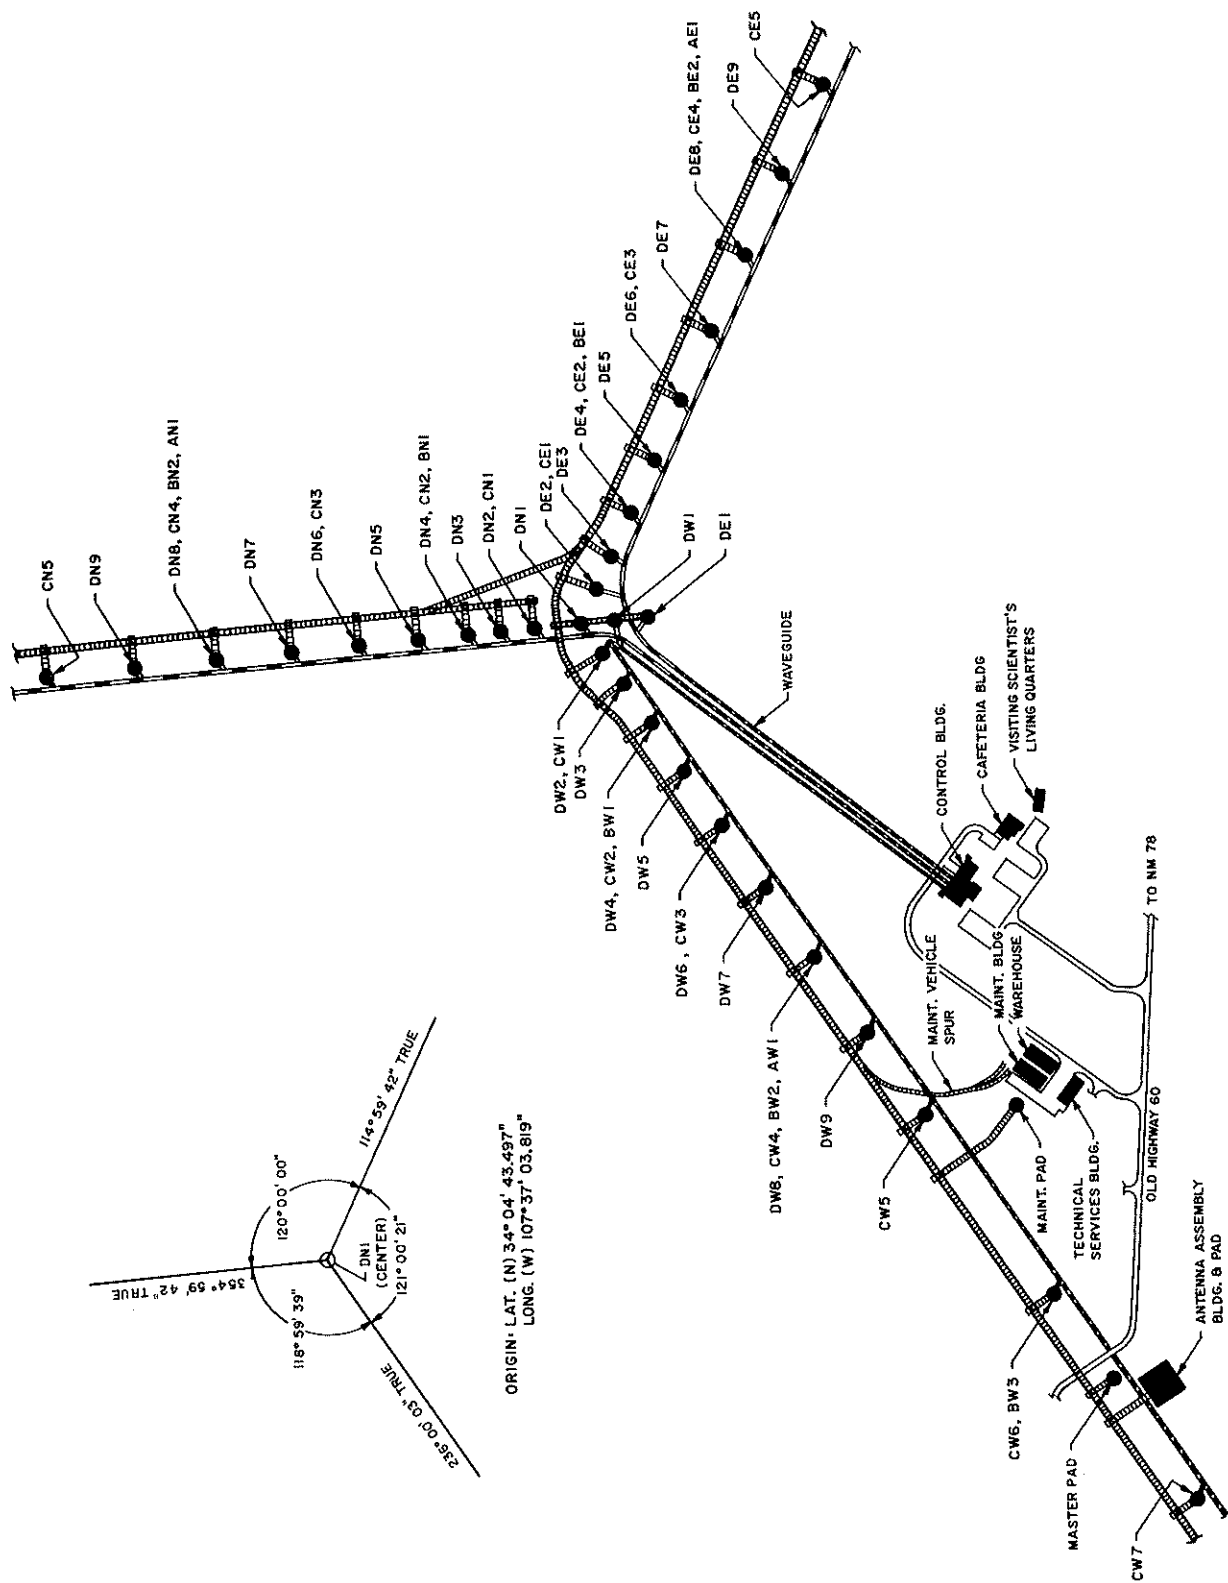 CN5
DN9
DN8, CN4, BN2, AN1
DN7
DN6, CN3
DN5
DN4, CN2, BN1
DN3
DN2, CN1
DN1
DE2, CE1
DE3
DE4, CE2, BE1
DE5
DE6, CE3
DE7
DE8, CE4, BE2, AE1
DE9
CE5
DW1
DE1
DW2, CW1
DW3
DW4, CW2, BW1
DW5
DW6, CW3
DW7
DW8, CW4, BW2, AW1
DW9
CW5
CW6, BW3
MASTER PAD
CW7
WAVEGUIDE
CONTROL BLDG.
CAFETERIA BLDG
VISITING SCIENTIST'S
LIVING QUARTERS
MAINT. VEHICLE
SPUR
MAINT. BLDG
WAREHOUSE
MAINT. PAD
TECHNICAL
SERVICES BLDG.
OLD HIGHWAY 60
TO NM 78
ANTENNA ASSEMBLY
BLDG. & PAD
354° 59' 42" TRUE
120° 00' 00"
114° 59' 42" TRUE
118° 59' 39"
DN1
(CENTER)
121° 00' 21"
236° 00' 03" TRUE
ORIGIN: LAT. (N) 34° 04' 43.497"
LONG. (W) 107° 37' 03.819"